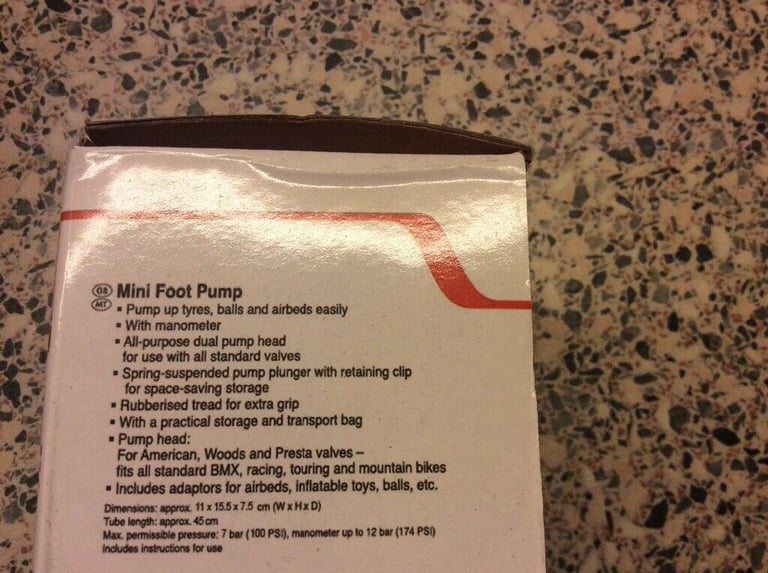 GB Mini Foot Pump
MT
▪ Pump up tyres, balls and airbeds easily
▪ With manometer
▪ All-purpose dual pump head
for use with all standard valves
▪ Spring-suspended pump plunger with retaining clip
for space-saving storage
▪ Rubberised tread for extra grip
▪ With a practical storage and transport bag
▪ Pump head:
For American, Woods and Presta valves –
fits all standard BMX, racing, touring and mountain bikes
▪ Includes adaptors for airbeds, inflatable toys, balls, etc.
Dimensions: approx. 11 x 15.5 x 7.5 cm (W x H x D)
Tube length: approx. 45 cm
Max. permissible pressure: 7 bar (100 PSI), manometer up to 12 bar (174 PSI)
Includes instructions for use